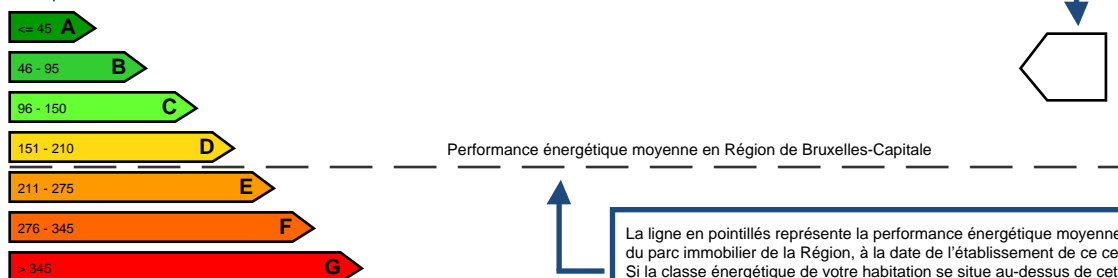 <= 45 A
46 - 95 B
96 - 150 C
151 - 210 D
Performance énergétique moyenne en Région de Bruxelles-Capitale
211 - 275 E
276 - 345 F
La ligne en pointillés représente la performance énergétique moyenne
du parc immobilier de la Région, à la date de l'établissement de ce ce
> 345 G
Si la classe énergétique de votre habitation se situe au-dessus de ce